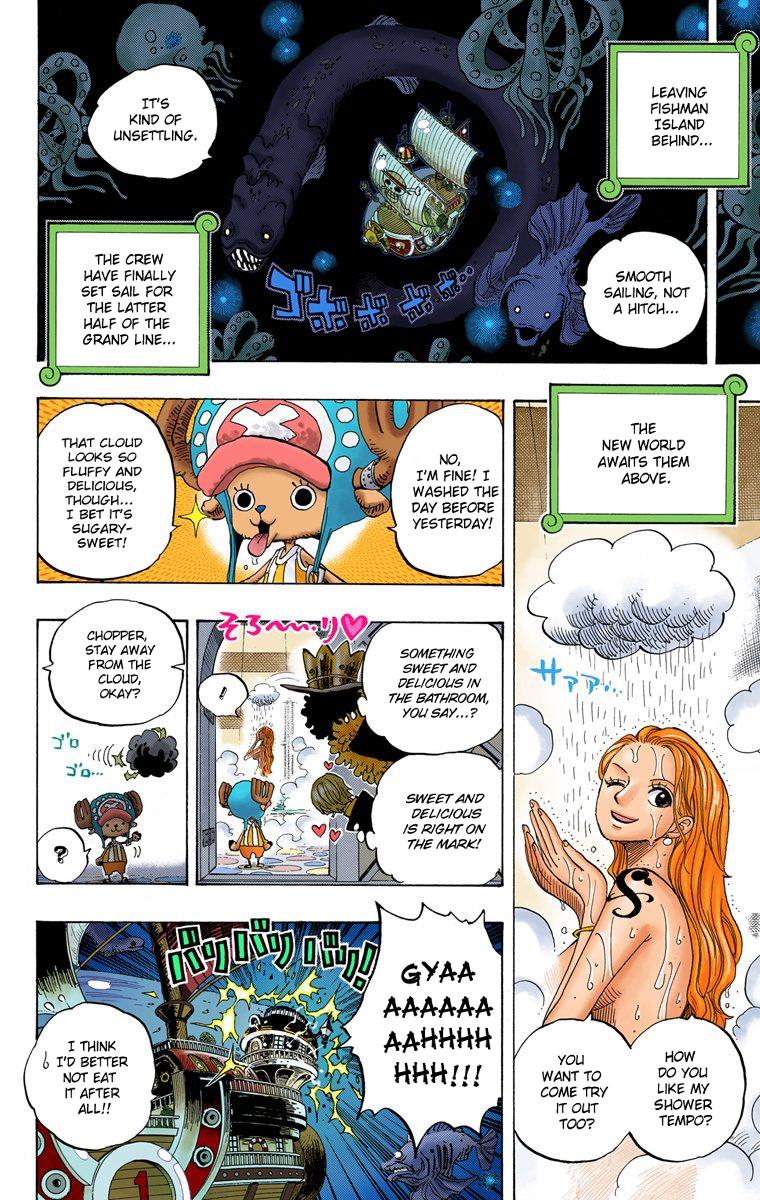 LEAVING
FISHMAN
ISLAND
BEHIND...
IT'S
KIND OF
UNSETTLING.
SMOOTH
SAILING, NOT
A HITCH...
ゴボボボボ...
THE CREW
HAVE FINALLY
SET SAIL FOR
THE LATTER
HALF OF THE
GRAND LINE...
THE
NEW WORLD
AWAITS THEM
ABOVE.
サアア...
HOW
DO YOU
LIKE MY
SHOWER
TEMPO?
YOU
WANT TO
COME TRY
IT OUT
TOO?
NO,
I'M FINE! I
WASHED THE
DAY BEFORE
YESTERDAY!
THAT CLOUD
LOOKS SO
FLUFFY AND
DELICIOUS,
THOUGH...
I BET IT'S
SUGARY-
SWEET!
そろ〜〜い♥
SOMETHING
SWEET AND
DELICIOUS IN
THE BATHROOM,
YOU SAY...?
!
SWEET AND
DELICIOUS
IS RIGHT ON
THE MARK!
CHOPPER,
STAY AWAY
FROM THE
CLOUD,
OKAY?
ゴロ
ゴロ...
?
バリバリバリ!
GYAA
AAAAAA
AAHHHH
HHH!!!
I THINK
I'D BETTER
NOT EAT
IT AFTER
ALL!!
1